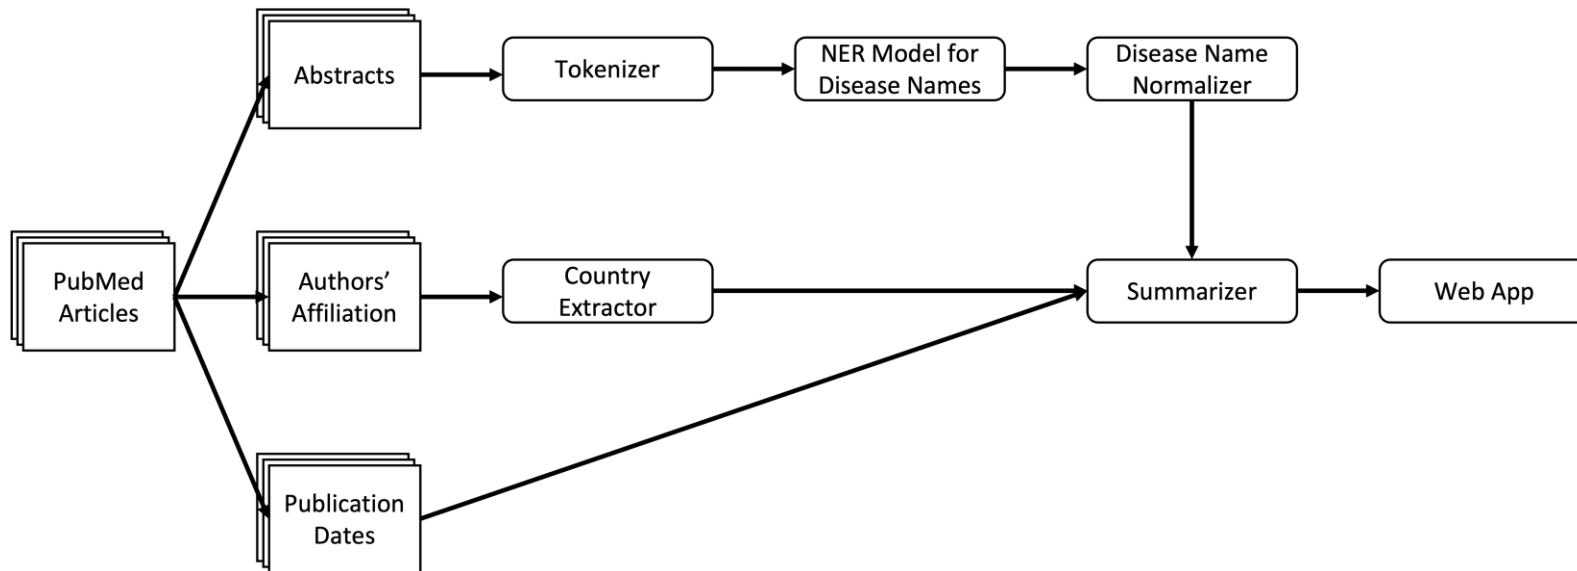 Abstracts
Tokenizer
NER Model for
Disease Names
Disease Name
Normalizer
PubMed
Articles
Authors’
Affiliation
Country
Extractor
Summarizer
Web App
Publication
Dates